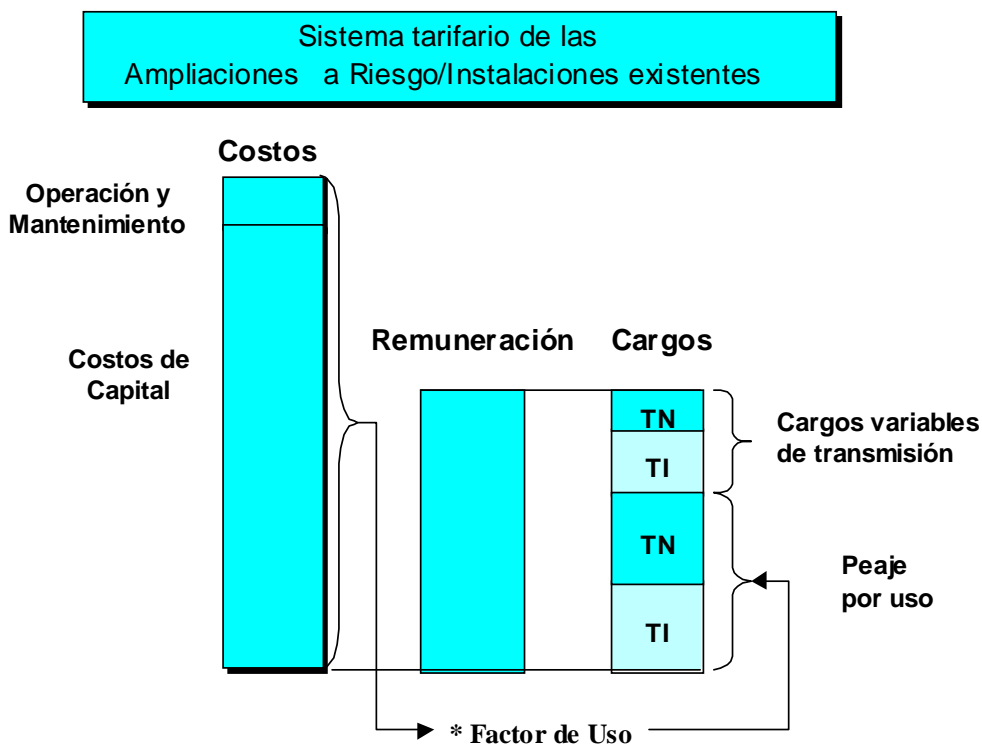 Sistema tarifario de las
Ampliaciones a Riesgo/Instalaciones existentes
Costos
Operación y
Mantenimiento
Costos de
Capital
Remuneración
Cargos
TN
TI
TN
TI
Cargos variables
de transmisión
Peaje
por uso
* Factor de Uso